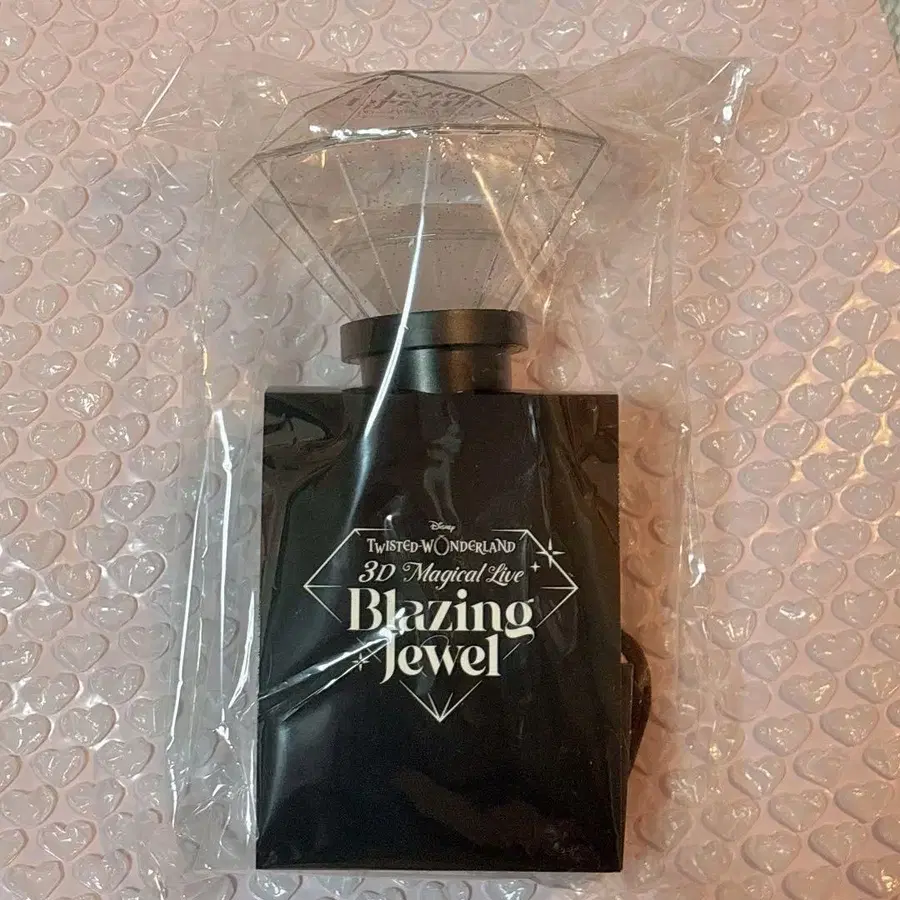 Disney
TWISTED-WONDERLAND
3D Magical Live
Blazing
Jewel